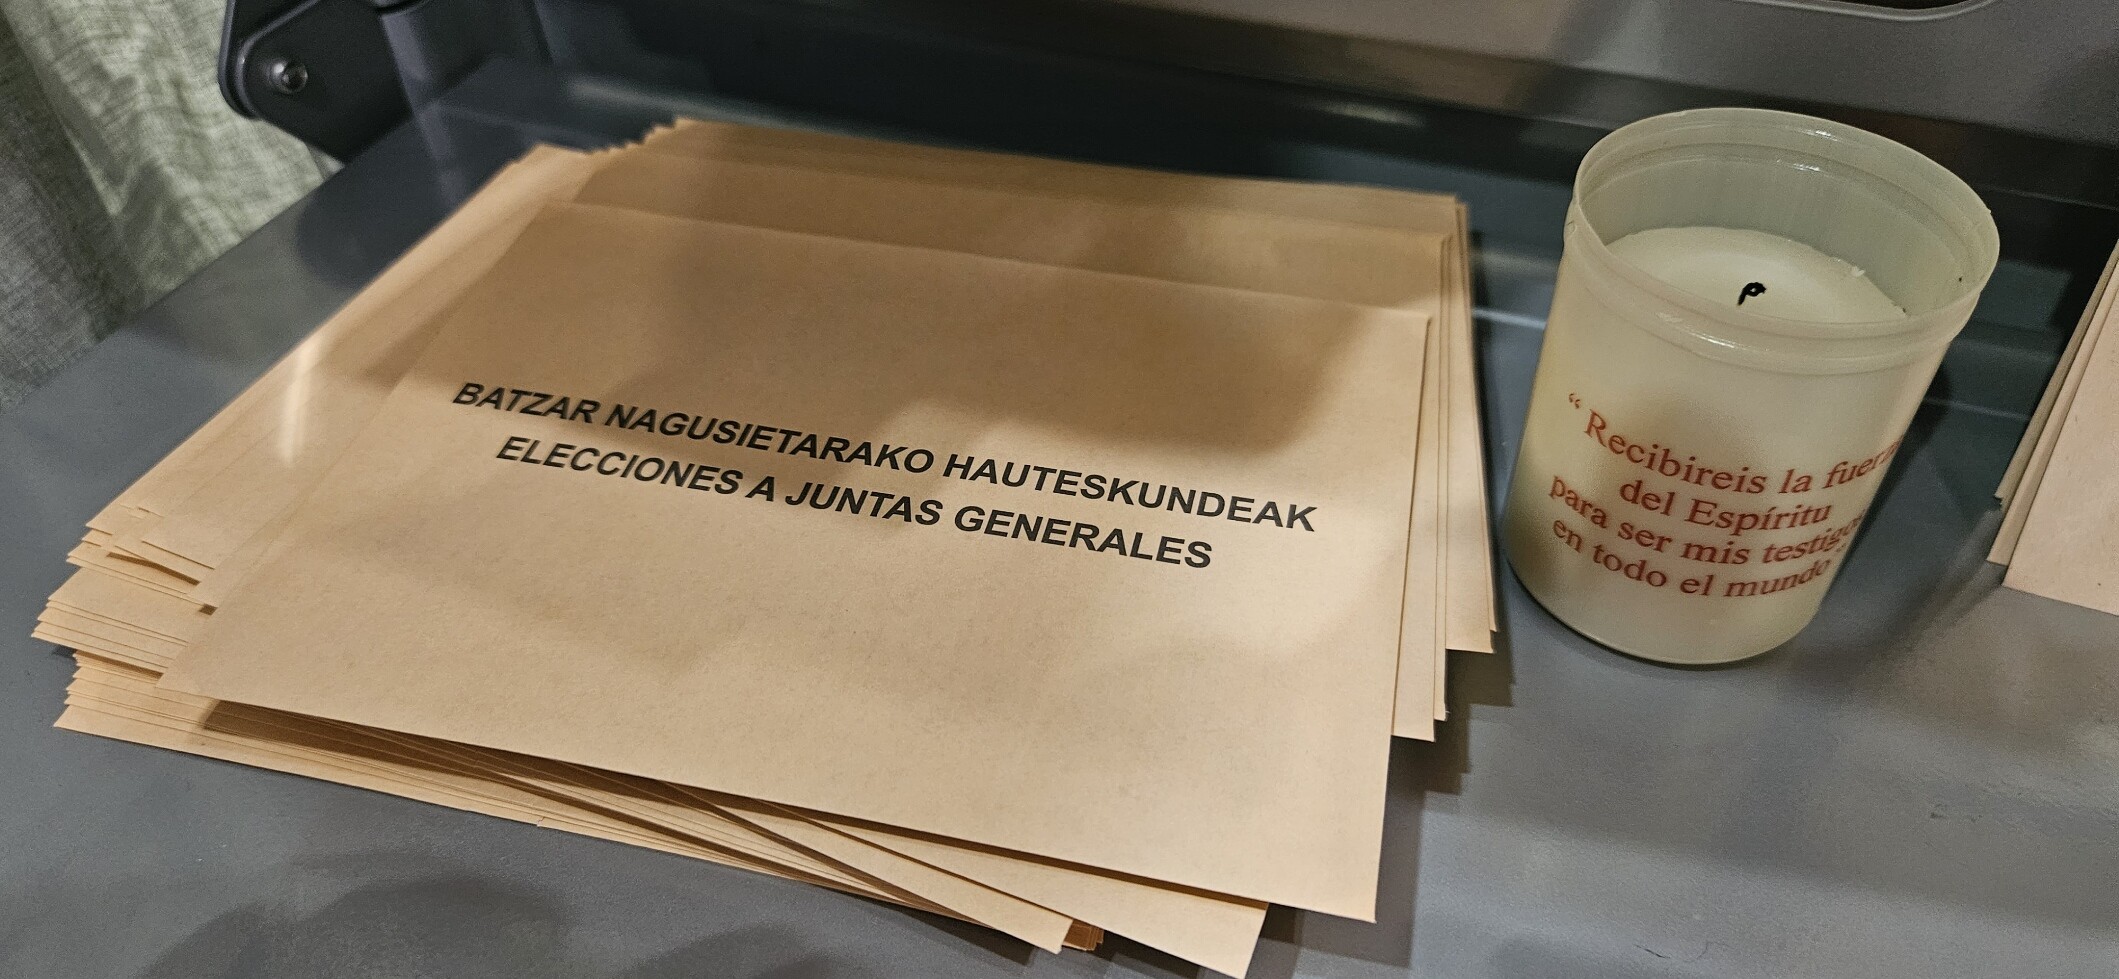 BATZAR NAGUSIETARAKO HAUTESKUNDEAK
ELECCIONES A JUNTAS GENERALES
“ Recibireis la
del Espíritu
para ser mis
en todo el mundo